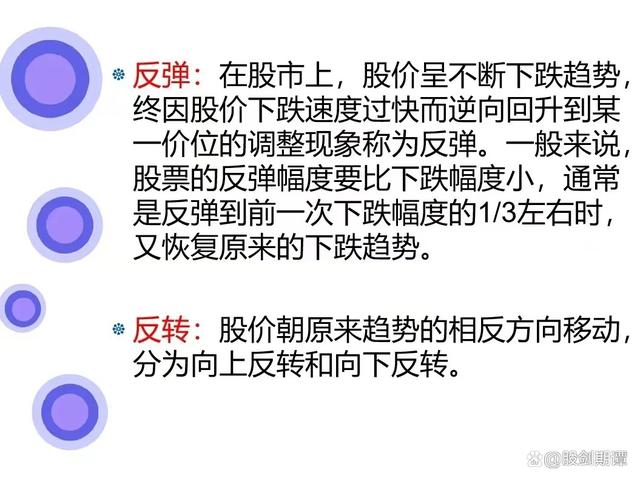 反弹：在股市上，股价呈不断下跌趋势，
终因股价下跌速度过快而逆向回升到某
一价位的调整现象称为反弹。一般来说，
股票的反弹幅度要比下跌幅度小，通常
是反弹到前一次下跌幅度的1/3左右时，
又恢复原来的下跌趋势。
反转：股价朝原来趋势的相反方向移动，
分为向上反转和向下反转。
@股剑期谭